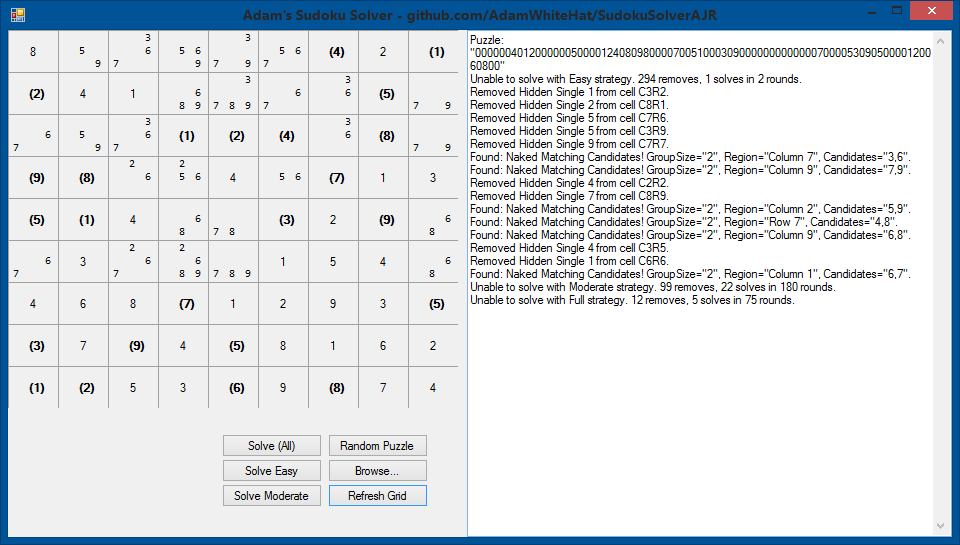 Adam's Sudoku Solver - github.com/AdamWhiteHat/SudokuSolverAJR
3 3
8 5 6 5 6 5 6 (4) 2 (1)
9 7 9 7 9 7
3 3
(2) 4 1 6 6 6 (5)
8 9 7 8 9 7 7 9
3 3
6 5 6 (1) (2) (4) 6 (8)
7 9 7 7 9
2 2
(9) (8) 6 5 6 4 5 6 (7) 1 3
(5) (1) 4 6 (3) 2 (9) 6
8 7 8 8
2 2
6 3 6 6 1 5 4 6
7 7 8 9 7 8 9 8
4 6 8 (7) 1 2 9 3 (5)
(3) 7 (9) 4 (5) 8 1 6 2
(1) (2) 5 3 (6) 9 (8) 7 4
Solve (All) Random Puzzle
Solve Easy Browse...
Solve Moderate Refresh Grid
Puzzle:
"0000004012000000500001240809800007005100030900000000000007000053090500001200
60800"
Unable to solve with Easy strategy. 294 removes, 1 solves in 2 rounds.
Removed Hidden Single 1 from cell C3R2.
Removed Hidden Single 2 from cell C8R1.
Removed Hidden Single 5 from cell C7R6.
Removed Hidden Single 5 from cell C3R9.
Removed Hidden Single 9 from cell C7R7.
Found: Naked Matching Candidates! GroupSize="2", Region="Column 7", Candidates="3,6".
Found: Naked Matching Candidates! GroupSize="2", Region="Column 9", Candidates="7,9".
Removed Hidden Single 4 from cell C2R2.
Removed Hidden Single 7 from cell C8R9.
Found: Naked Matching Candidates! GroupSize="2", Region="Column 2", Candidates="5,9".
Found: Naked Matching Candidates! GroupSize="2", Region="Row 7", Candidates="4,8".
Found: Naked Matching Candidates! GroupSize="2", Region="Column 9", Candidates="6,8".
Removed Hidden Single 4 from cell C3R5.
Removed Hidden Single 1 from cell C6R6.
Found: Naked Matching Candidates! GroupSize="2", Region="Column 1", Candidates="6,7".
Unable to solve with Moderate strategy. 99 removes, 22 solves in 180 rounds.
Unable to solve with Full strategy. 12 removes, 5 solves in 75 rounds.